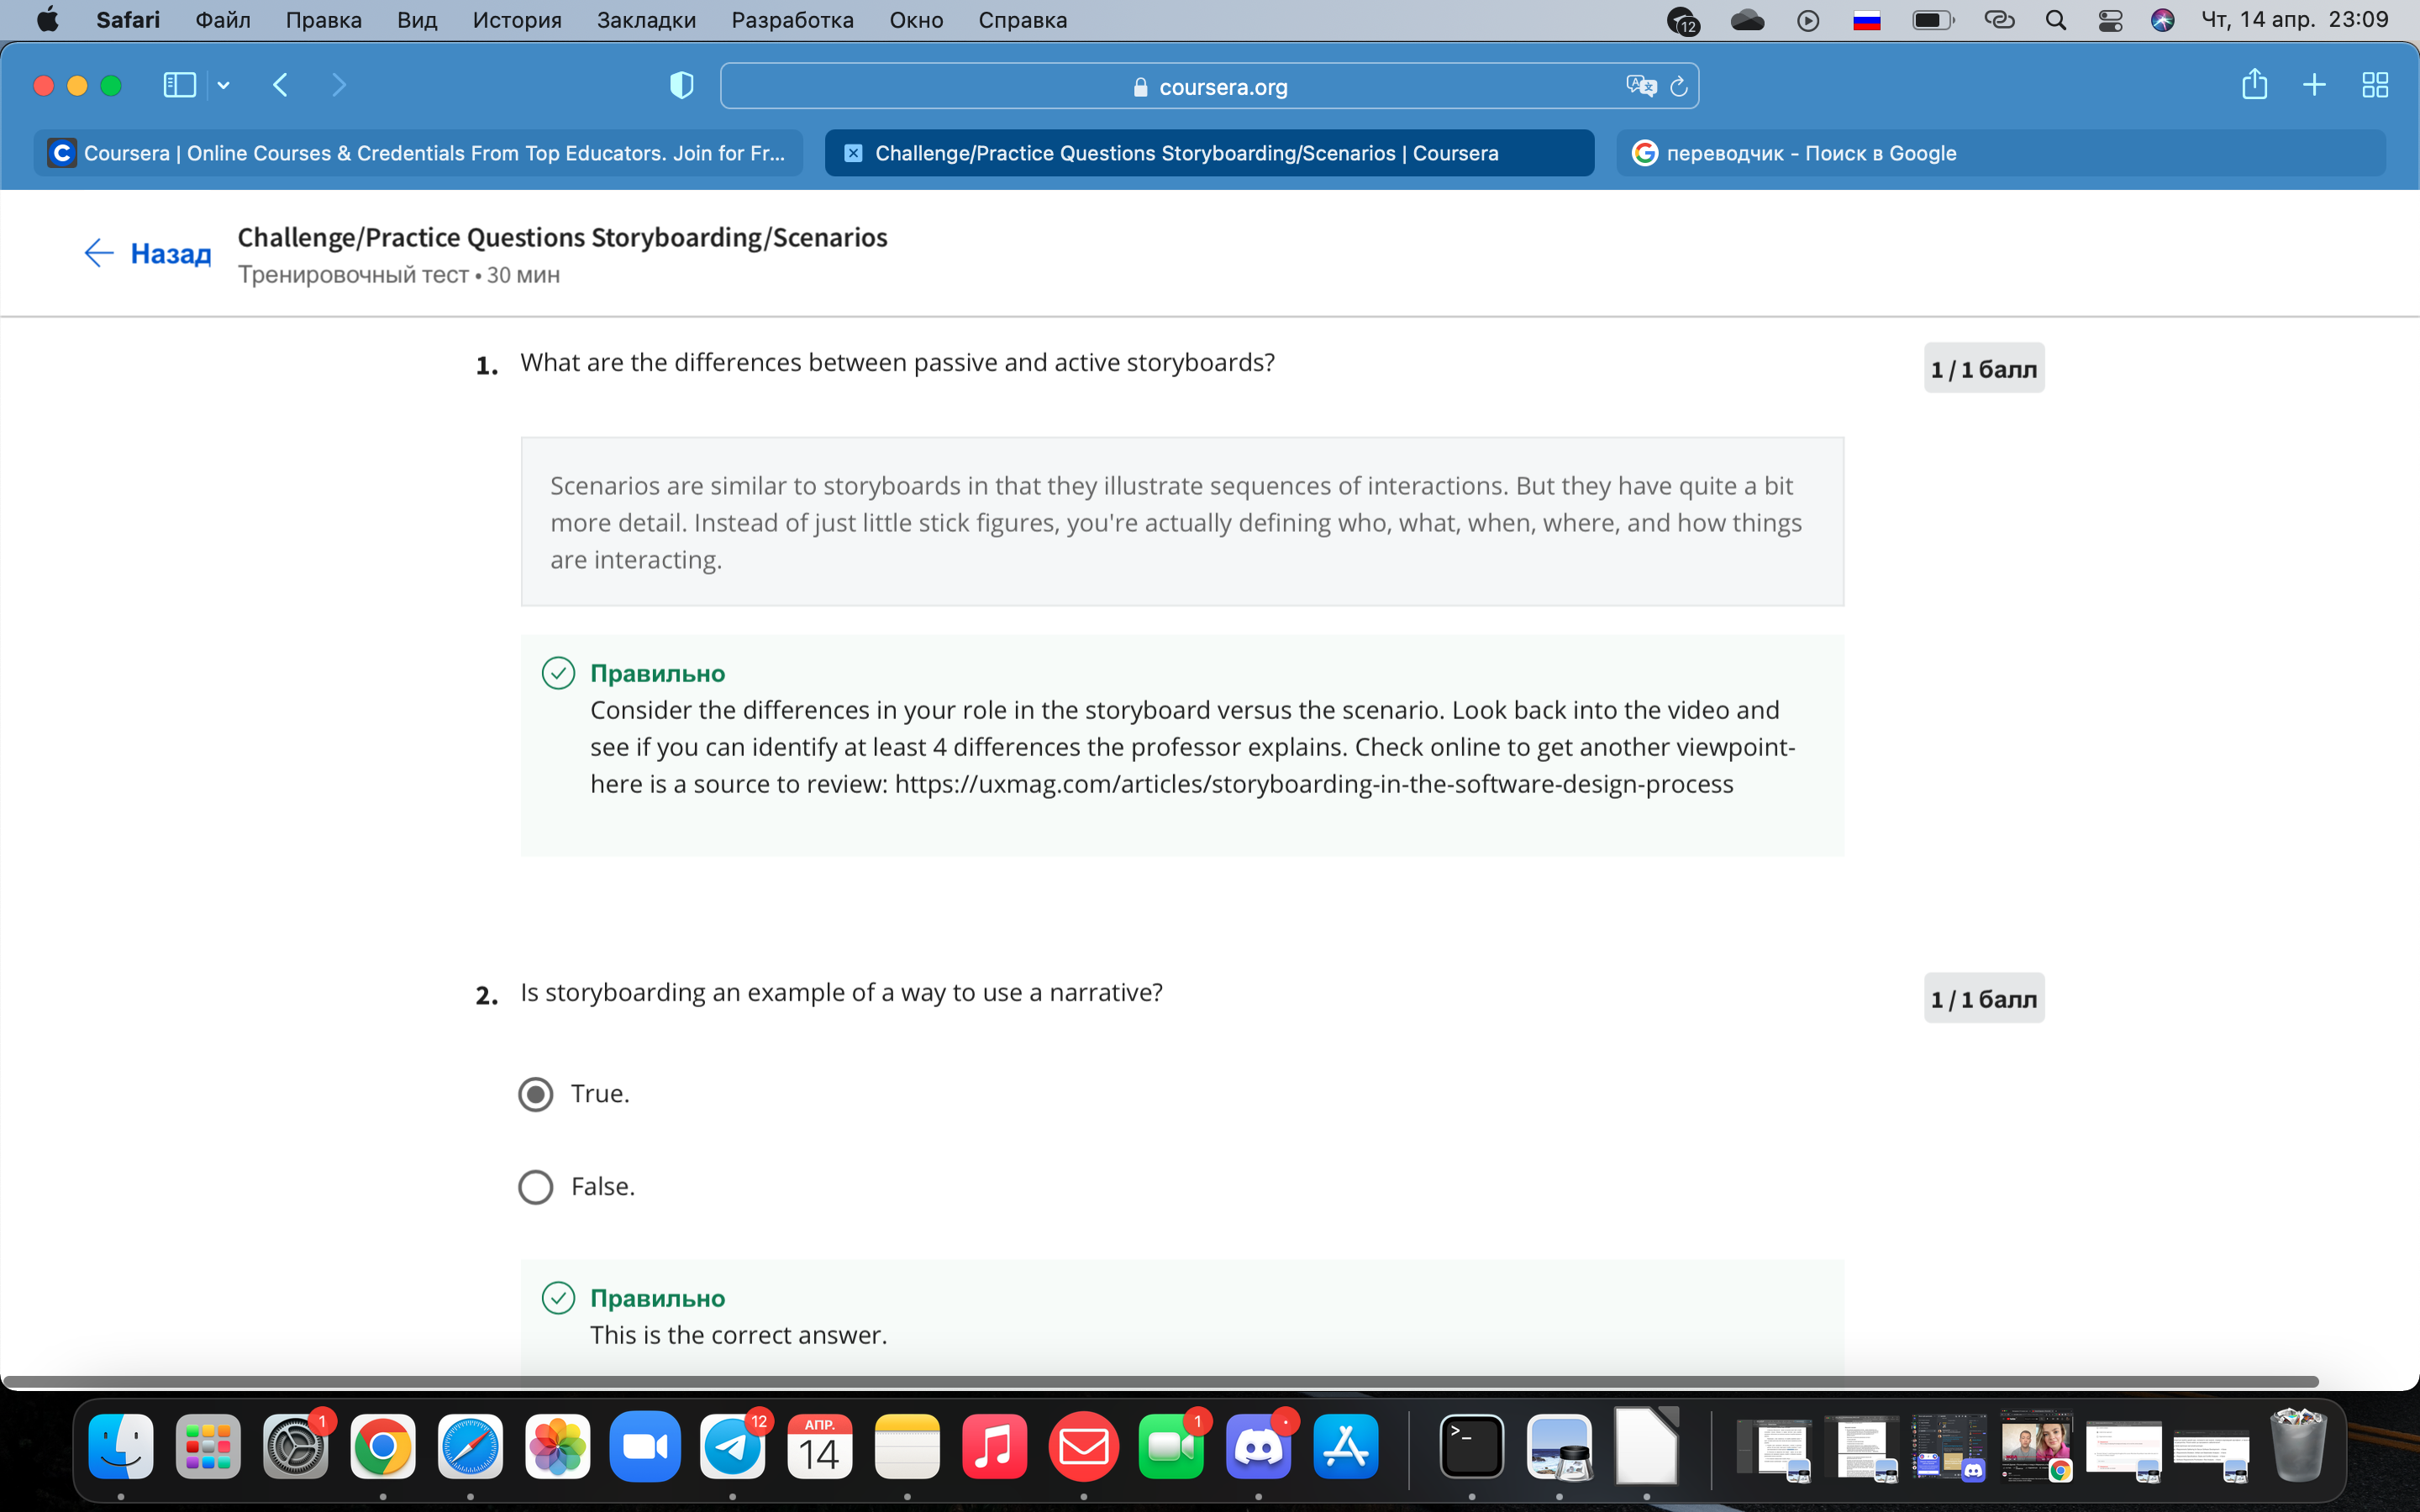 Safari Файл Правка Вид История Закладки Разработка Окно Справка 12 Чт, 14 апр. 23:09
coursera.org
Coursera | Online Courses & Credentials From Top Educators. Join for Fr... Challenge/Practice Questions Storyboarding/Scenarios | Coursera переводчик - Поиск в Google
Назад
Challenge/Practice Questions Storyboarding/Scenarios
Тренировочный тест • 30 мин
1. What are the differences between passive and active storyboards? 1 / 1 балл
Scenarios are similar to storyboards in that they illustrate sequences of interactions. But they have quite a bit
more detail. Instead of just little stick figures, you're actually defining who, what, when, where, and how things
are interacting.
Правильно
Consider the differences in your role in the storyboard versus the scenario. Look back into the video and
see if you can identify at least 4 differences the professor explains. Check online to get another viewpoint-
here is a source to review: https://uxmag.com/articles/storyboarding-in-the-software-design-process
2. Is storyboarding an example of a way to use a narrative? 1 / 1 балл
True.
False.
Правильно
This is the correct answer.
1 12 АПР. 14 1